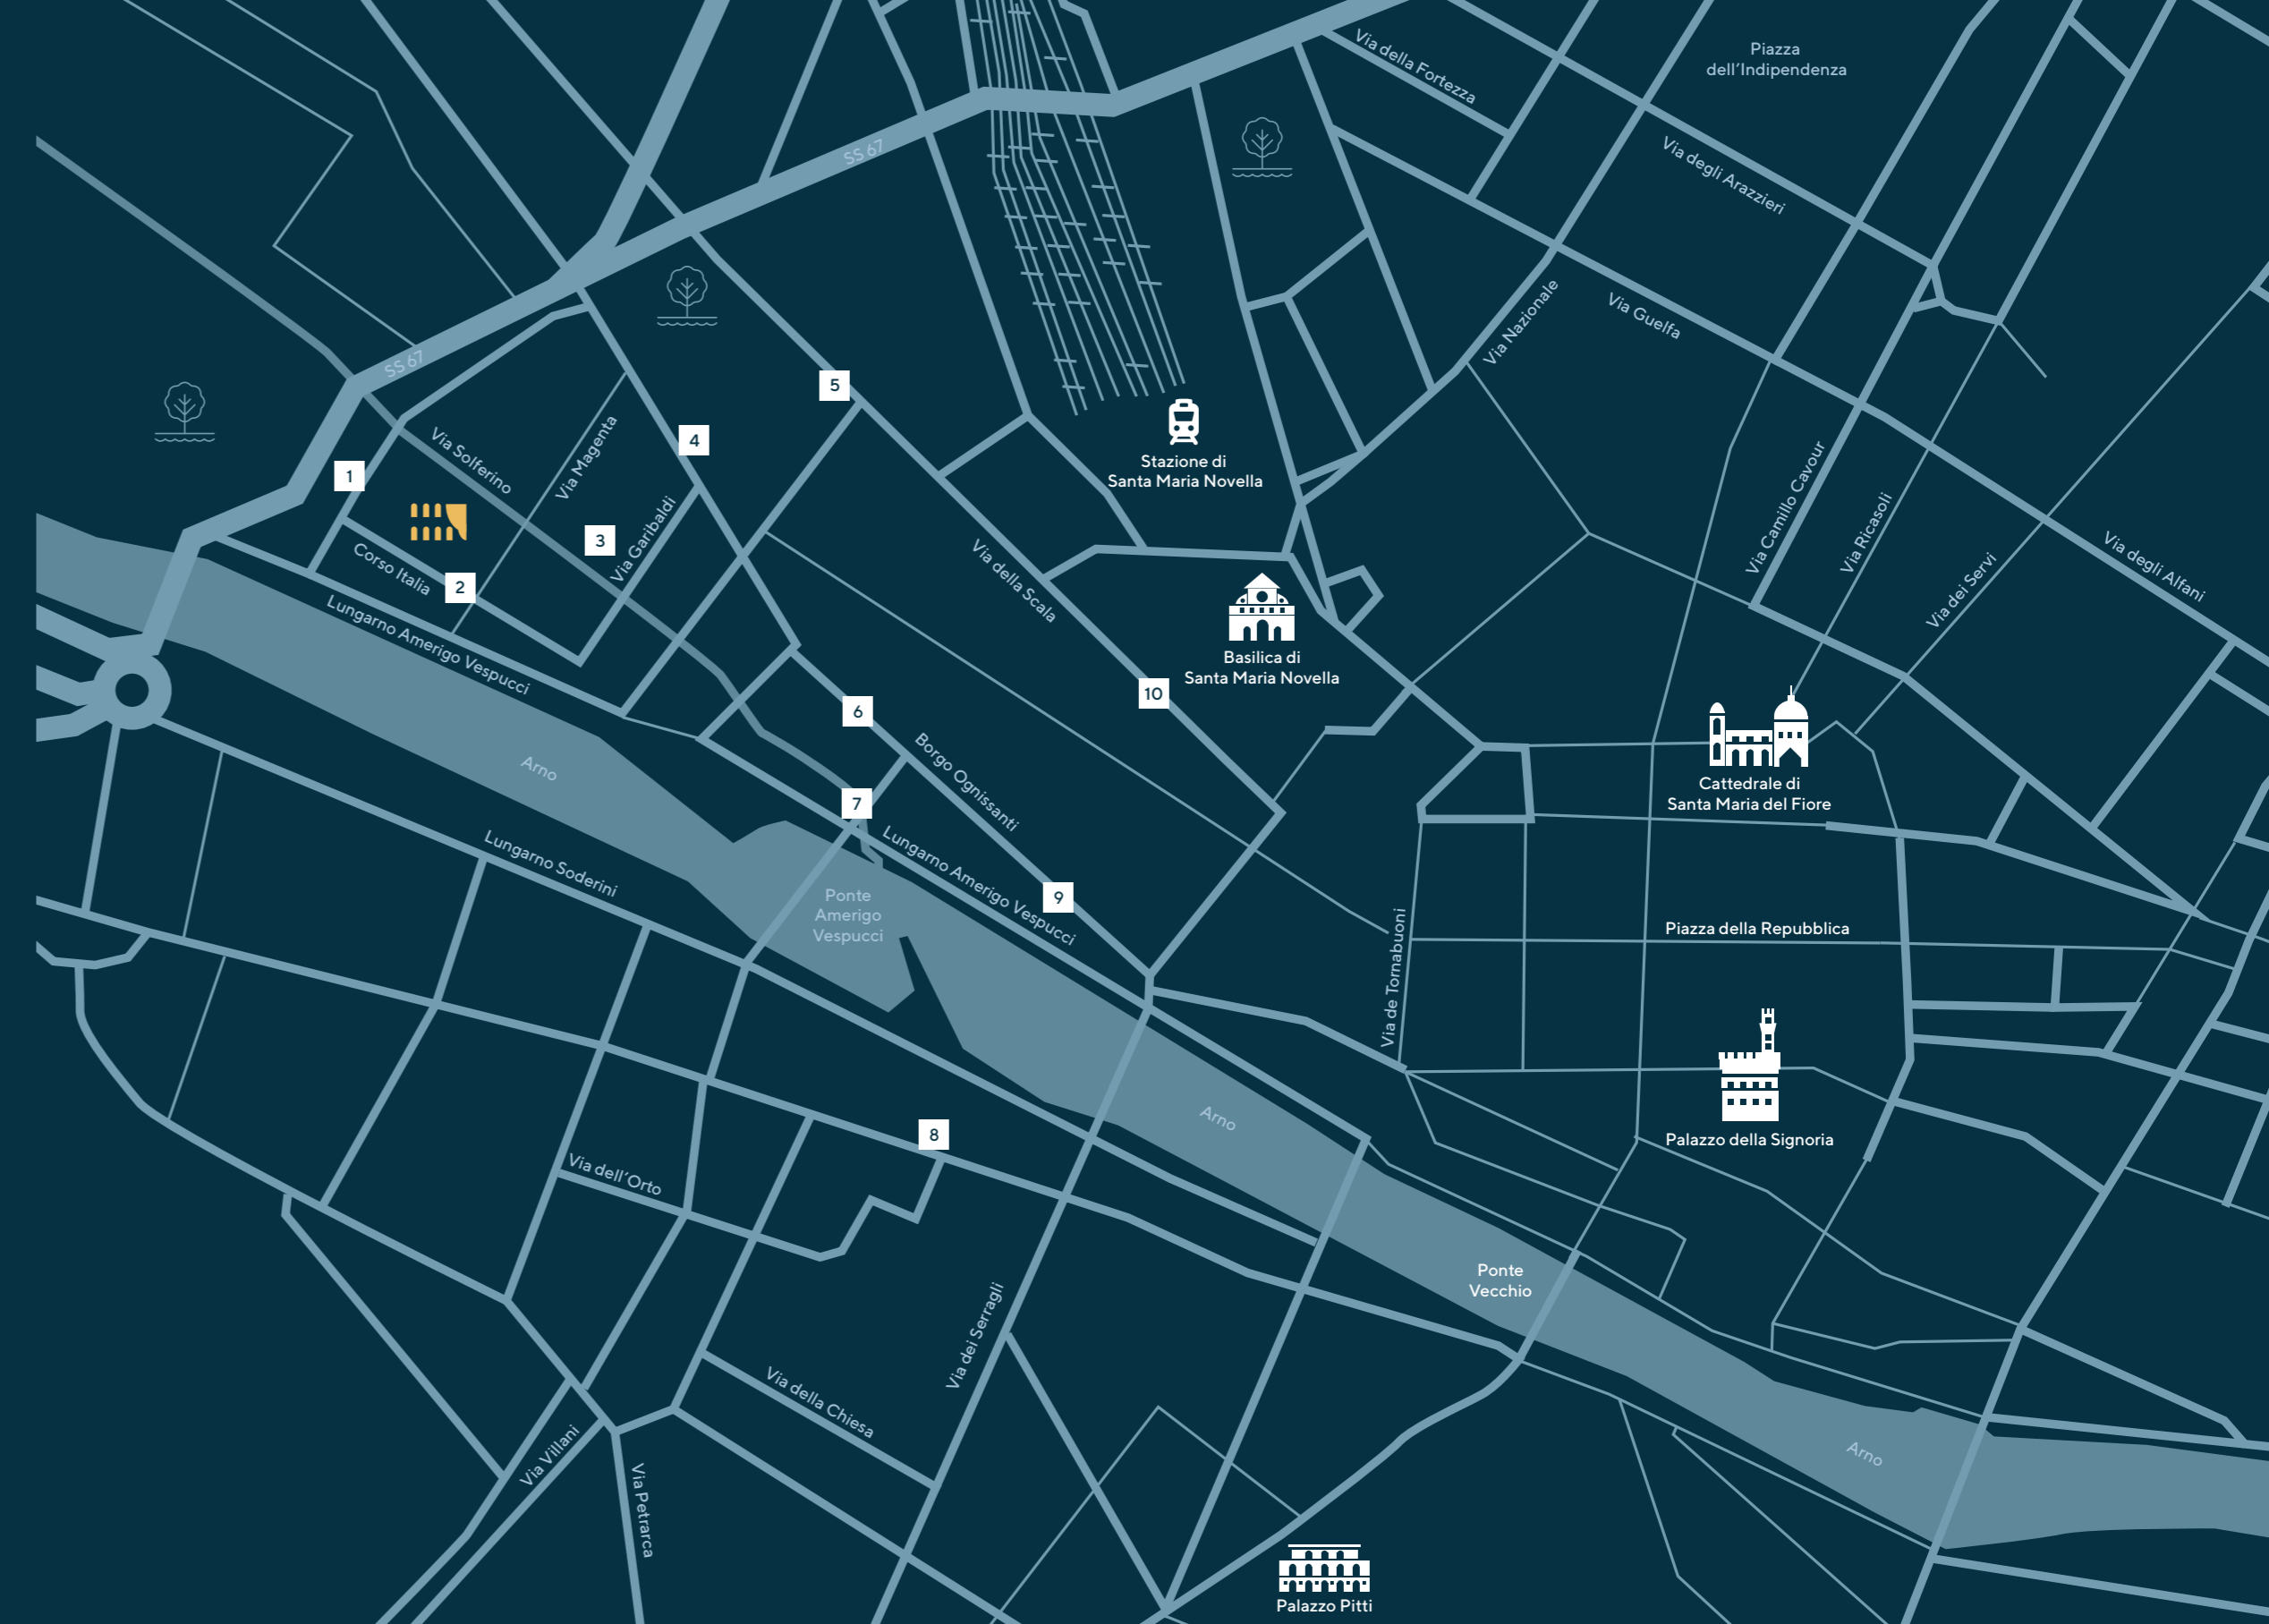 Via della Fortezza
Piazza
dell'Indipendenza
SS 67
Via degli Arazzieri
Via Nazionale
Via Guelfa
SS 67
5
4
1
Via Solferino
Via Magenta
Stazione di
Santa Maria Novella
Via Camillo Cavour
Via Ricasoli
Via degli Alfani
Via dei Servi
3
Via Garibaldi
Corso Italia
2
Via della Scala
Lungarno Amerigo Vespucci
Basilica di
Santa Maria Novella
10
6
Arno
Borgo Ognissanti
7
Cattedrale di
Santa Maria del Fiore
Lungarno Soderini
Lungarno Amerigo Vespucci
Ponte
Amerigo
Vespucci
9
Via de Tornabuoni
Piazza della Repubblica
8
Arno
Palazzo della Signoria
Via dell'Orto
Ponte
Vecchio
Via dei Serragli
Via della Chiesa
Via Villani
Via Petrarca
Arno
Palazzo Pitti